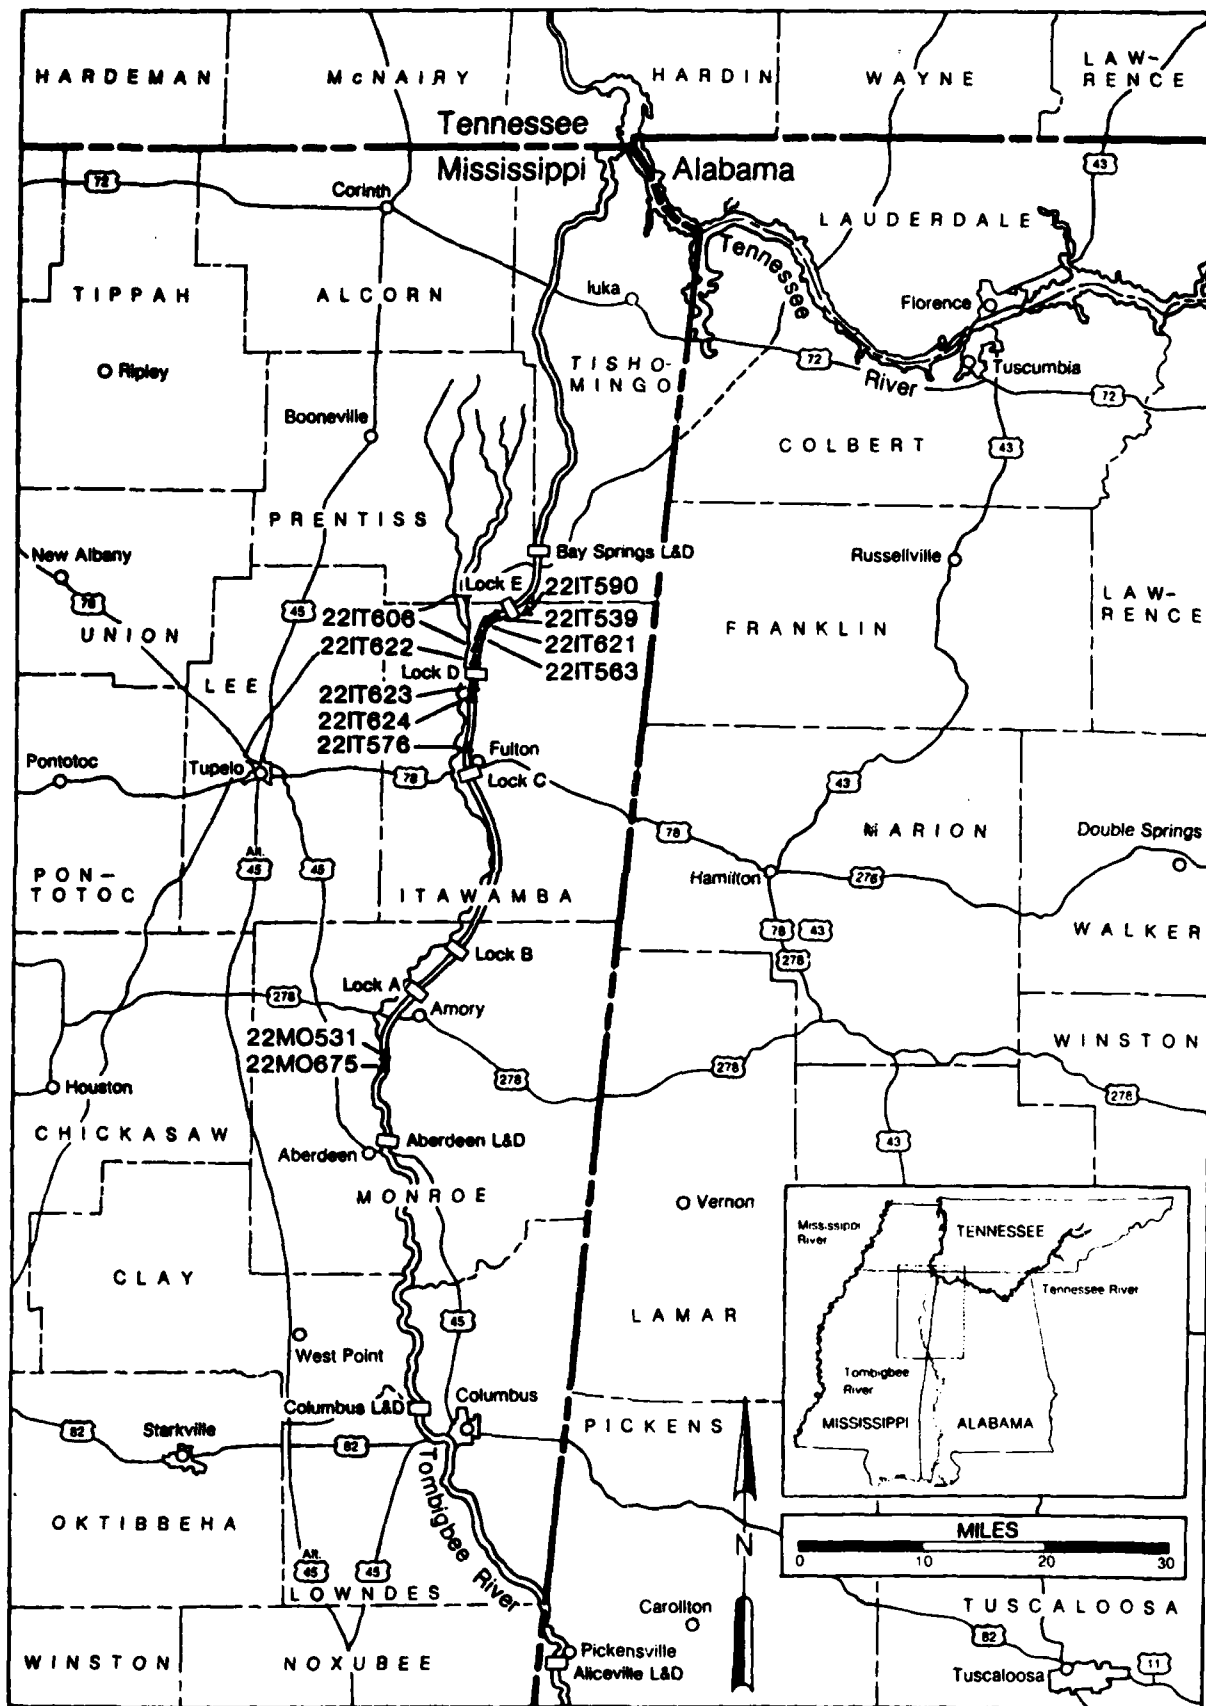 HARDEMAN
McNAIRY
HARDIN
WAYNE
LAW-
RENCE
Tennessee
Mississippi
Alabama
43
72
Corinth
LAUDERDALE
Tennessee
River
TIPPAH
ALCORN
Iuka
Florence
Ripley
TISHO-
MINGO
72
Tuscumbia
72
Booneville
COLBERT
43
PRENTISS
New Albany
Bay Springs L&D
Russellville
78
45
Lock E
22IT590
LAW-
RENCE
UNION
22IT606
22IT539
FRANKLIN
22IT622
22IT621
LEE
Lock D
22IT563
22IT623
22IT624
22IT576
Fulton
Pontotoc
Tupelo
78
Lock C
43
78
MARION
Double Springs
Alt.
45
45
PON-
TOTOC
ITAWAMBA
Hamilton
278
78
43
WALKER
Lock B
278
Lock A
278
Amory
22MO531
WINSTON
22MO675
278
278
278
Houston
CHICKASAW
Aberdeen L&D
43
Aberdeen
MONROE
Vernon
Mississippi
River
TENNESSEE
CLAY
Tennessee River
45
LAMAR
West Point
Tombigbee
River
MISSISSIPPI
ALABAMA
Columbus L&D
Columbus
PICKENS
82
Starkville
82
Tombigbee River
OKTIBBEHA
N
MILES
0
10
20
30
Alt.
45
45
LOWNDES
Carollton
TUSCALOOSA
82
WINSTON
NOXUBEE
Pickensville
Aliceville L&D
Tuscaloosa
11